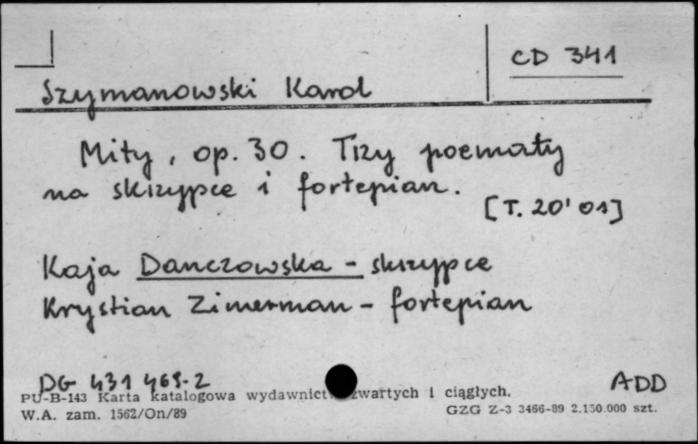 CD 341
Szymanowski Karol
Mity, op. 30. Trzy poematy
na skrzypce i fortepian.
[T. 20' 01]
Kaja Danczowska - skrzypce
Krystian Zimerman - fortepian
DG 431 469-2
ADD
PU-B-143 Karta katalogowa wydawnictw zwartych i ciągłych.
W.A. zam. 1562/On/89
GZG Z-3 3466-89 2.150.000 szt.